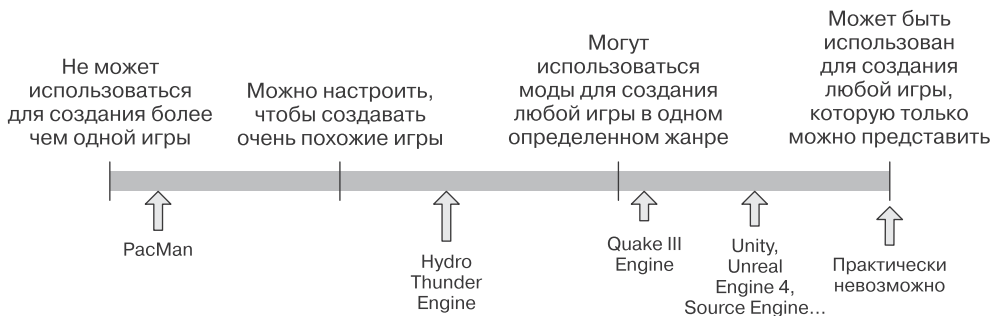 Не может
использоваться
для создания более
чем одной игры
Можно настроить,
чтобы создавать
очень похожие игры
Могут
использоваться
моды для создания
любой игры в одном
определенном жанре
Может быть
использован
для создания
любой игры,
которую только
можно представить
PacMan
Hydro
Thunder
Engine
Quake III
Engine
Unity,
Unreal
Engine 4,
Source Engine…
Практически
невозможно